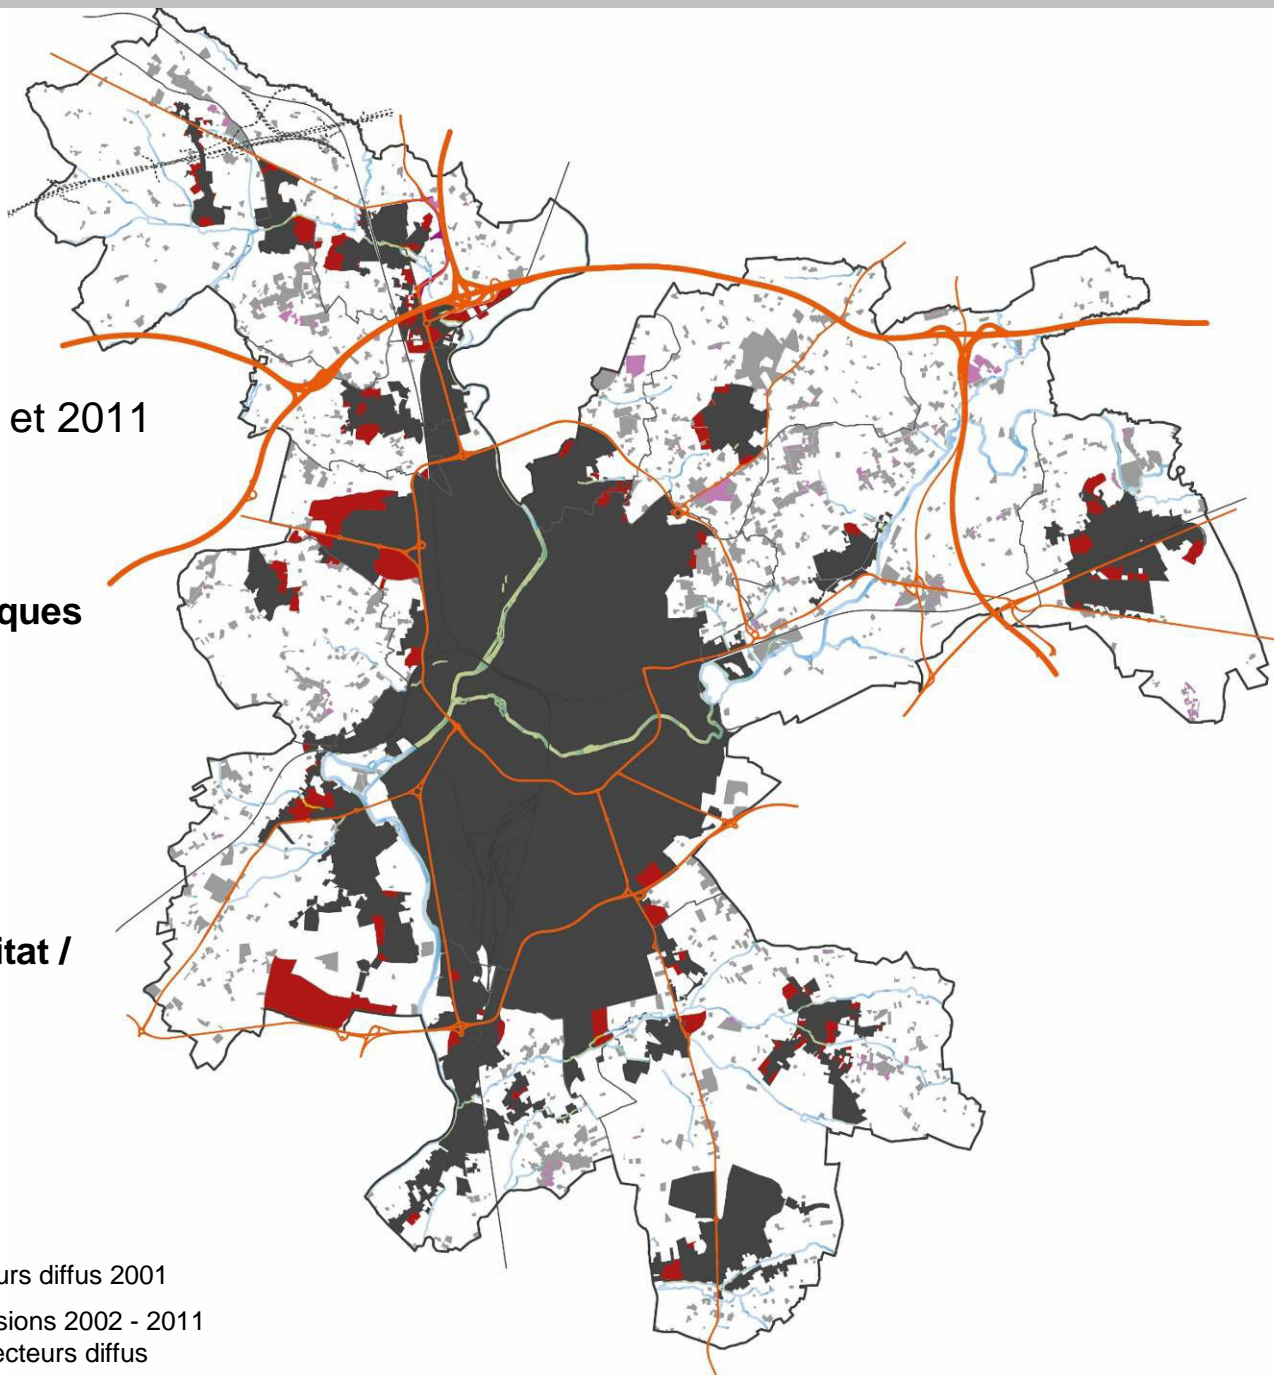 et 2011
ques
itat /
urs diffus 2001
sions 2002 - 2011
ecteurs diffus